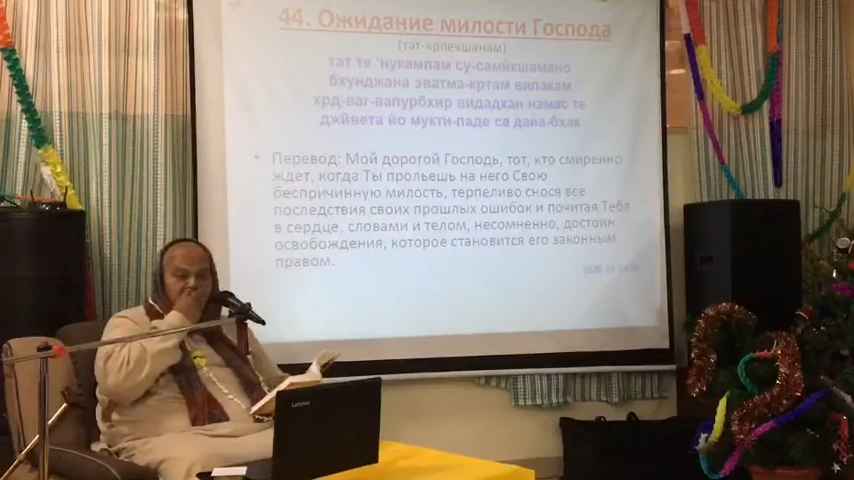 44. Ожидание милости Господа
(тат-крпекшанам)
тат те 'нукампам су-самӣкшамано
бхунджана эватма-кртам випакам
хрд-ваг-вапурбхир видадхан намас те
джӣвета йо мукти-паде са дайа-бхак
• Перевод: Мой дорогой Господь, тот, кто смиренно
ждет, когда Ты прольешь на него Свою
беспричинную милость, терпеливо снося все
последствия своих прошлых ошибок и почитая Тебя
в сердце, словами и телом, несомненно, достоин
освобождения, которое становится его законным
правом.
Lenovo